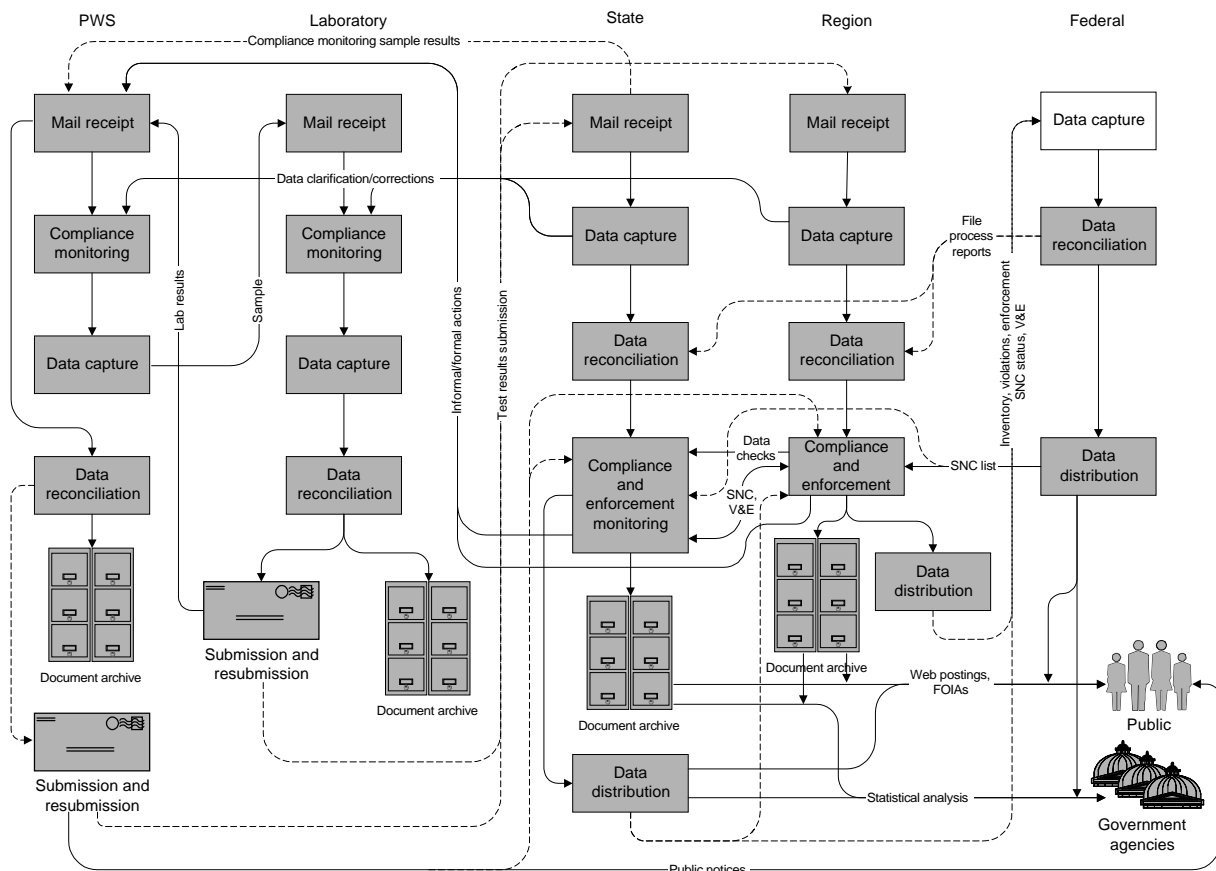 PWS
Laboratory
State
Region
Federal
Compliance monitoring sample results
Mail receipt
Mail receipt
Mail receipt
Mail receipt
Data capture
Data clarification/corrections
Compliance
monitoring
Compliance
monitoring
Data capture
Data capture
File
process
reports
Data
reconciliation
Lab results
Sample
Informal/formal actions
Test results submission
Inventory, violations, enforcement
SNC status, V&E
Data capture
Data capture
Data
reconciliation
Data
reconciliation
Data
reconciliation
Data
reconciliation
Compliance
and
enforcement
monitoring
Data
checks
SNC,
V&E
Compliance
and
enforcement
SNC list
Data
distribution
Data
distribution
Submission and
resubmission
Document archive
Document archive
Document archive
Document archive
Web postings,
FOIAs
Public
Submission and
resubmission
Data
distribution
Statistical analysis
Government
agencies
Public notices